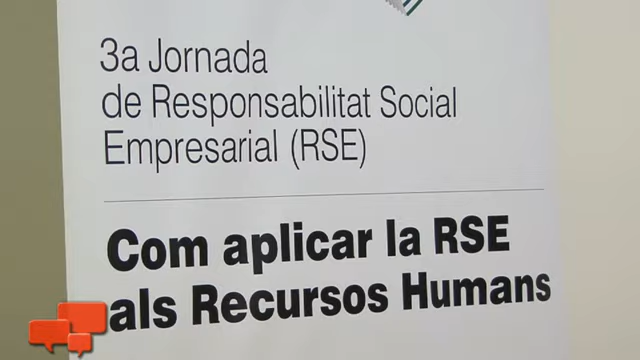 3a Jornada
de Responsabilitat Social
Empresarial (RSE)
Com aplicar la RSE
als Recursos Humans